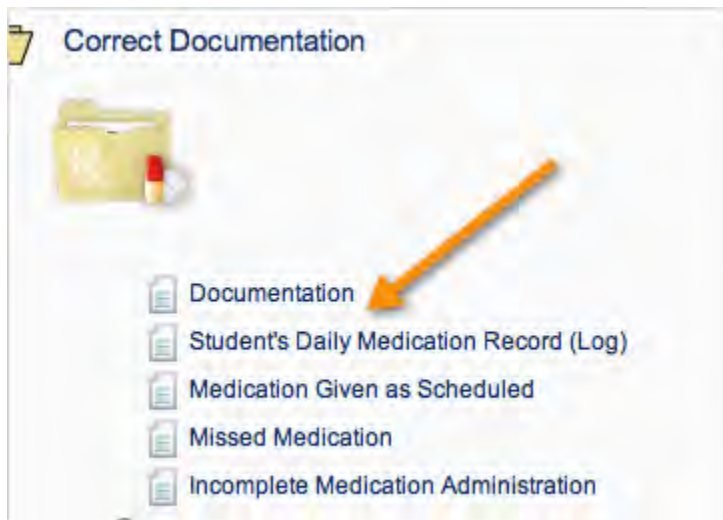 Correct Documentation
Documentation
Student's Daily Medication Record (Log)
Medication Given as Scheduled
Missed Medication
Incomplete Medication Administration